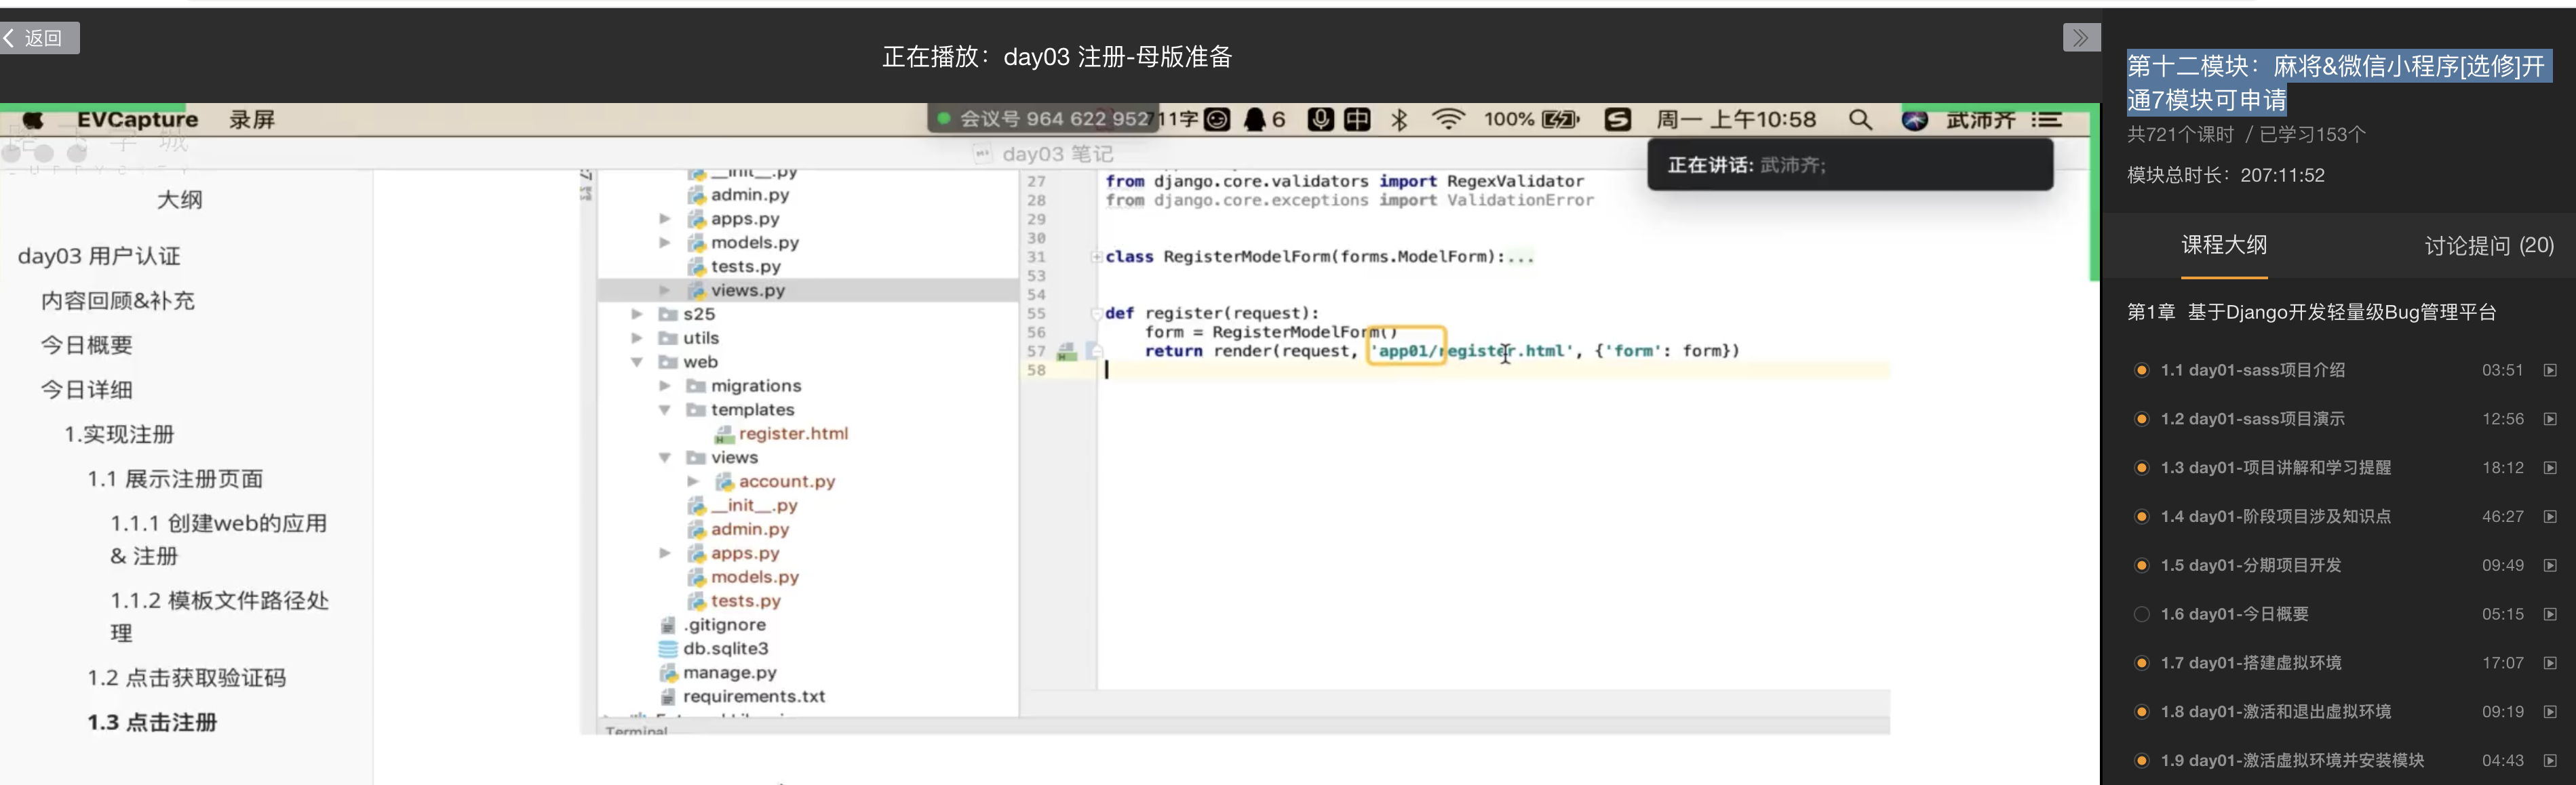 返回
正在播放：day03 注册-母版准备
EVCapture 录屏
会议号 964 622 952
11字
6
中
100%
周一 上午10:58
武沛齐
路飞学城
day03 笔记
正在讲话: 武沛齐;
大纲
day03 用户认证
内容回顾&补充
今日概要
今日详细
1.实现注册
1.1 展示注册页面
1.1.1 创建web的应用
& 注册
1.1.2 模板文件路径处
理
1.2 点击获取验证码
1.3 点击注册
__init__.py
admin.py
apps.py
models.py
tests.py
views.py
s25
utils
web
migrations
templates
register.html
views
account.py
__init__.py
admin.py
apps.py
models.py
tests.py
.gitignore
db.sqlite3
manage.py
requirements.txt
Terminal
27 from django.core.validators import RegexValidator
28 from django.core.exceptions import ValidationError
29
30
31 class RegisterModelForm(forms.ModelForm):...
53
54
55 def register(request):
56 form = RegisterModelForm()
57 return render(request, 'app01/register.html', {'form': form})
58
第十二模块：麻将&微信小程序[选修]开
通7模块可申请
共721个课时 / 已学习153个
模块总时长：207:11:52
课程大纲 讨论提问 (20)
第1章 基于Django开发轻量级Bug管理平台
1.1 day01-sass项目介绍 03:51
1.2 day01-sass项目演示 12:56
1.3 day01-项目讲解和学习提醒 18:12
1.4 day01-阶段项目涉及知识点 46:27
1.5 day01-分期项目开发 09:49
1.6 day01-今日概要 05:15
1.7 day01-搭建虚拟环境 17:07
1.8 day01-激活和退出虚拟环境 09:19
1.9 day01-激活虚拟环境并安装模块 04:43